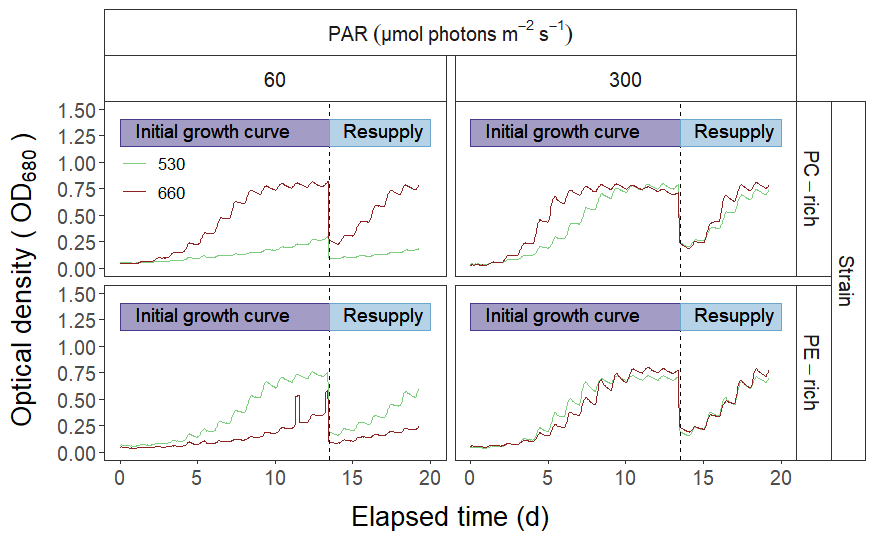 PAR (µmol photons m⁻² s⁻¹)
60
300
1.50
1.25
1.00
0.75
0.50
0.25
0.00
Initial growth curve
Resupply
530
660
Initial growth curve
Resupply
PC – rich
1.50
1.25
1.00
0.75
0.50
0.25
0.00
Initial growth curve
Resupply
Initial growth curve
Resupply
PE – rich
Strain
Optical density ( OD₆₈₀ )
0
5
10
15
20
0
5
10
15
20
Elapsed time (d)